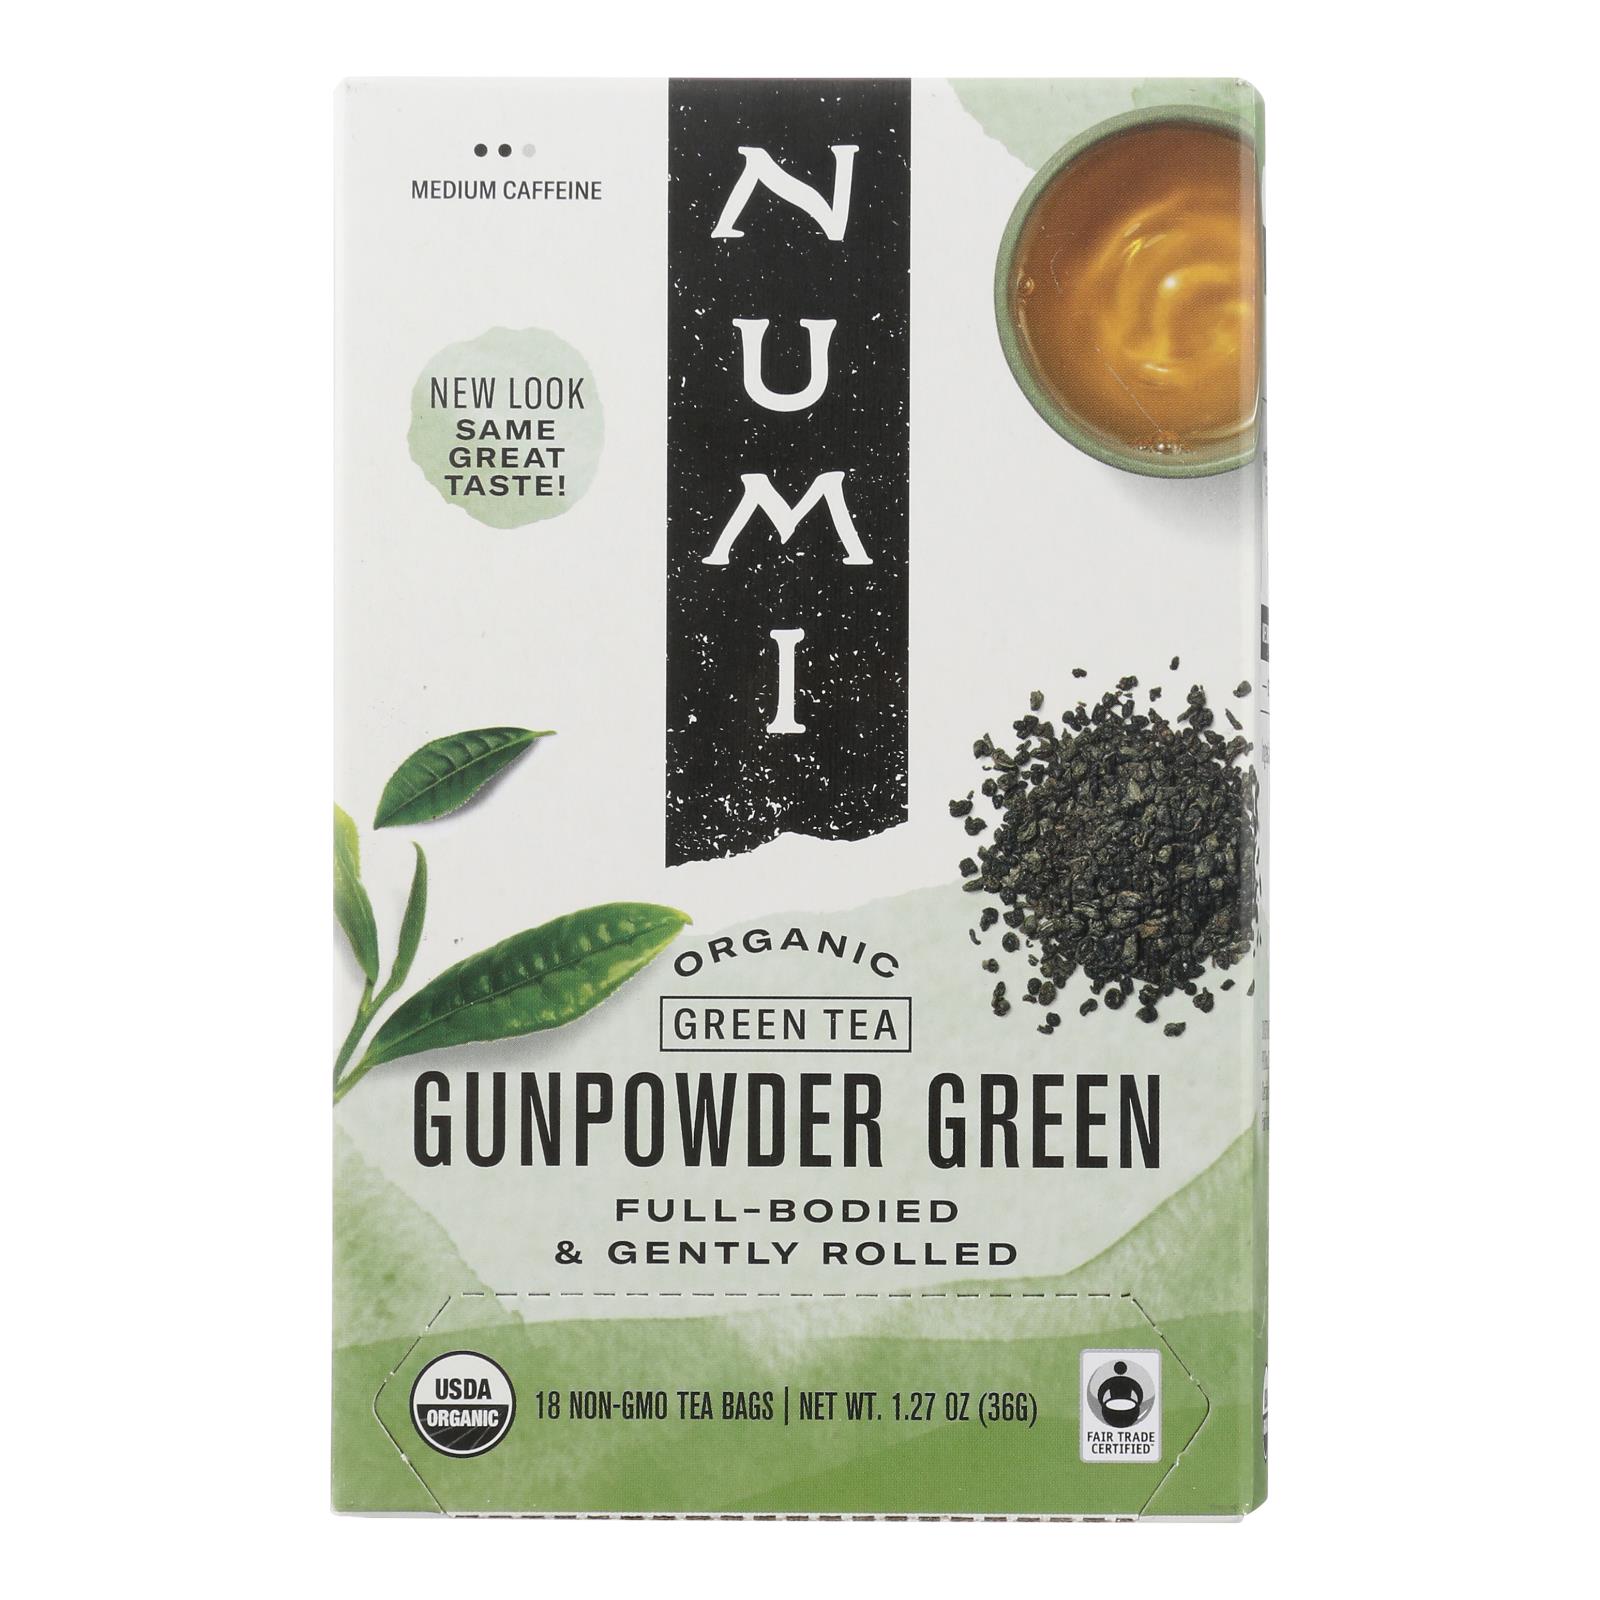 MEDIUM CAFFEINE
NUMI
NEW LOOK
SAME
GREAT
TASTE!
ORGANIC
GREEN TEA
GUNPOWDER GREEN
FULL-BODIED
& GENTLY ROLLED
USDA
ORGANIC
18 NON-GMO TEA BAGS | NET WT. 1.27 OZ (36G)
FAIR TRADE
CERTIFIED™